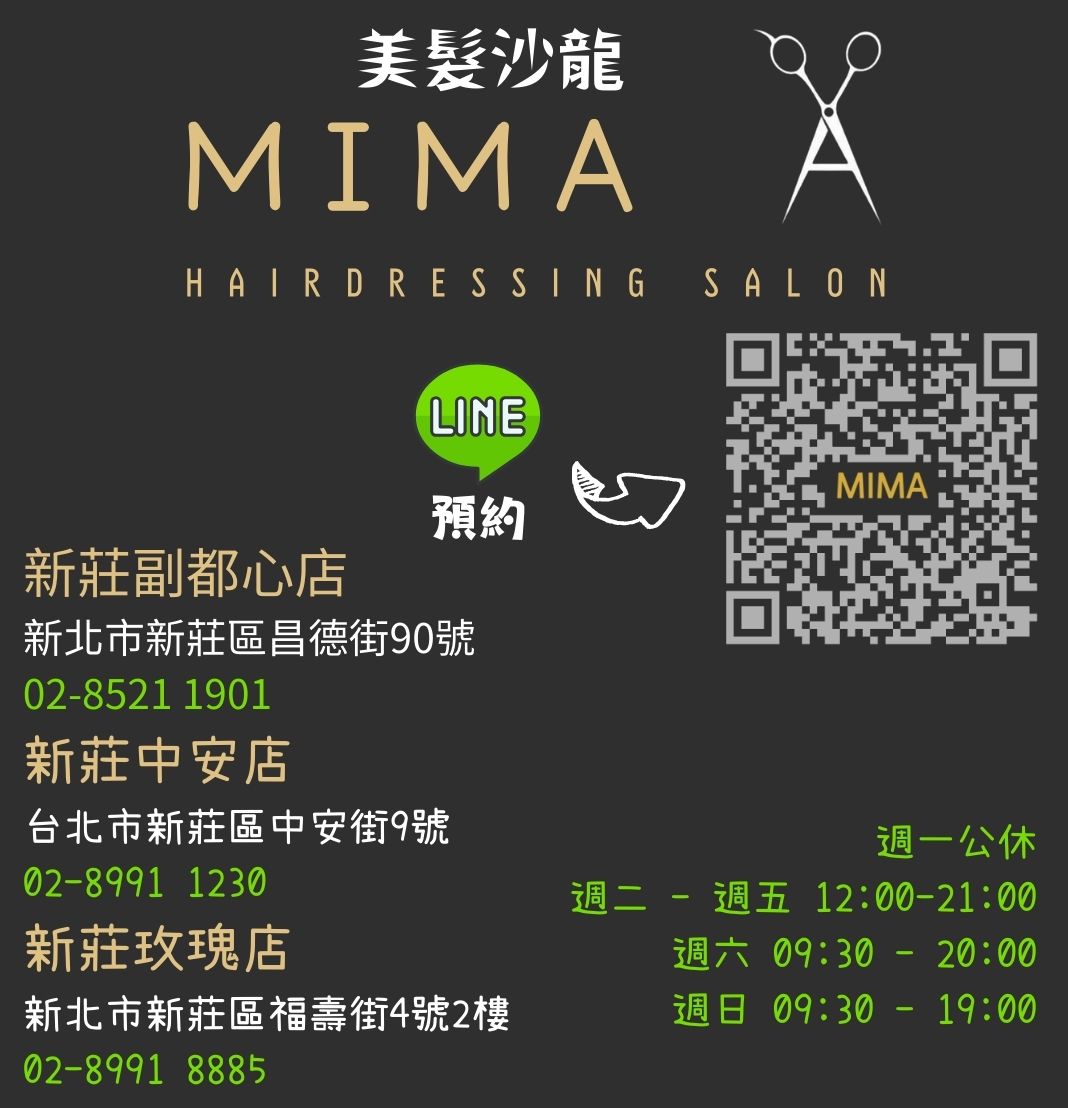 美髮沙龍
MIMA
HAIRDRESSING SALON
LINE
預約
MIMA
新莊副都心店
新北市新莊區昌德街90號
02-8521 1901
新莊中安店
台北市新莊區中安街9號
02-8991 1230
新莊玫瑰店
新北市新莊區福壽街4號2樓
02-8991 8885
週一公休
週二 - 週五 12:00-21:00
週六 09:30 - 20:00
週日 09:30 - 19:00